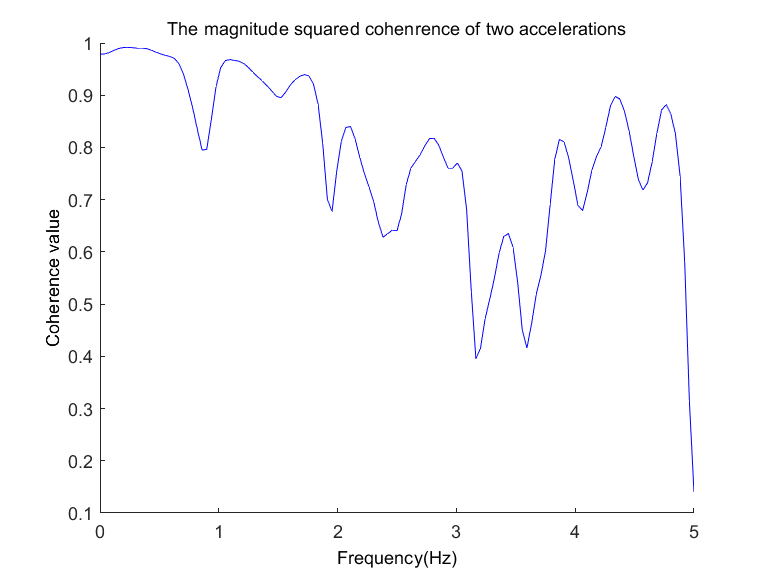 The magnitude squared cohenrence of two accelerations
1
0.9
0.8
0.7
0.6
0.5
0.4
0.3
0.2
0.1
Coherence value
0 1 2 3 4 5
Frequency(Hz)